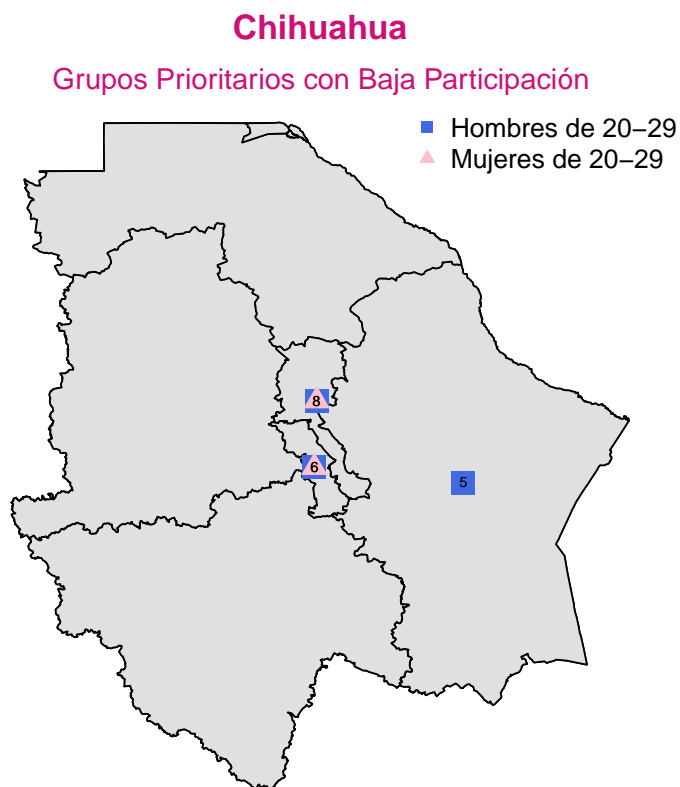 Chihuahua
Grupos Prioritarios con Baja Participación
Hombres de 20−29
Mujeres de 20−29
8
6
5